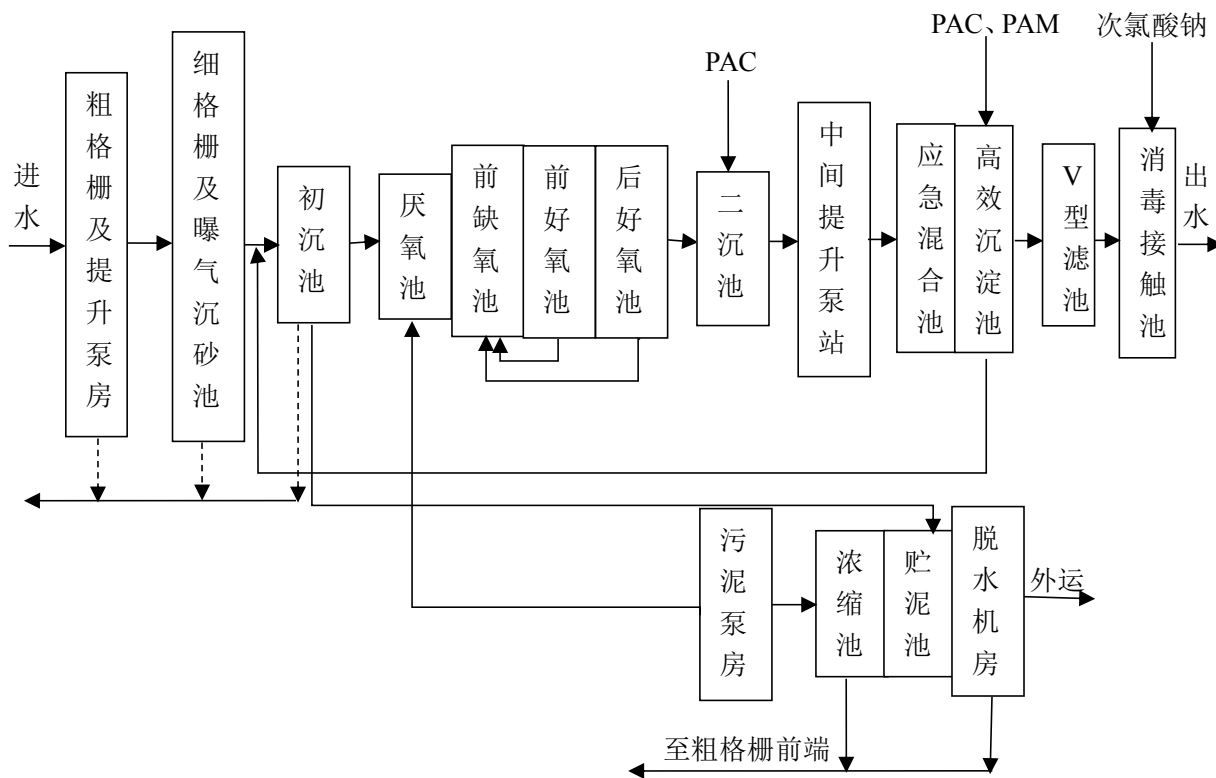 PAC、PAM
次氯酸钠
PAC
进水
粗格栅及提升泵房
细格栅及曝气沉砂池
初沉池
厌氧池
前缺氧池
前好氧池
后好氧池
二沉池
中间提升泵站
应急混合池
高效沉淀池
V型滤池
消毒接触池
出水
污泥泵房
浓缩池
贮泥池
脱水机房
外运
至粗格栅前端